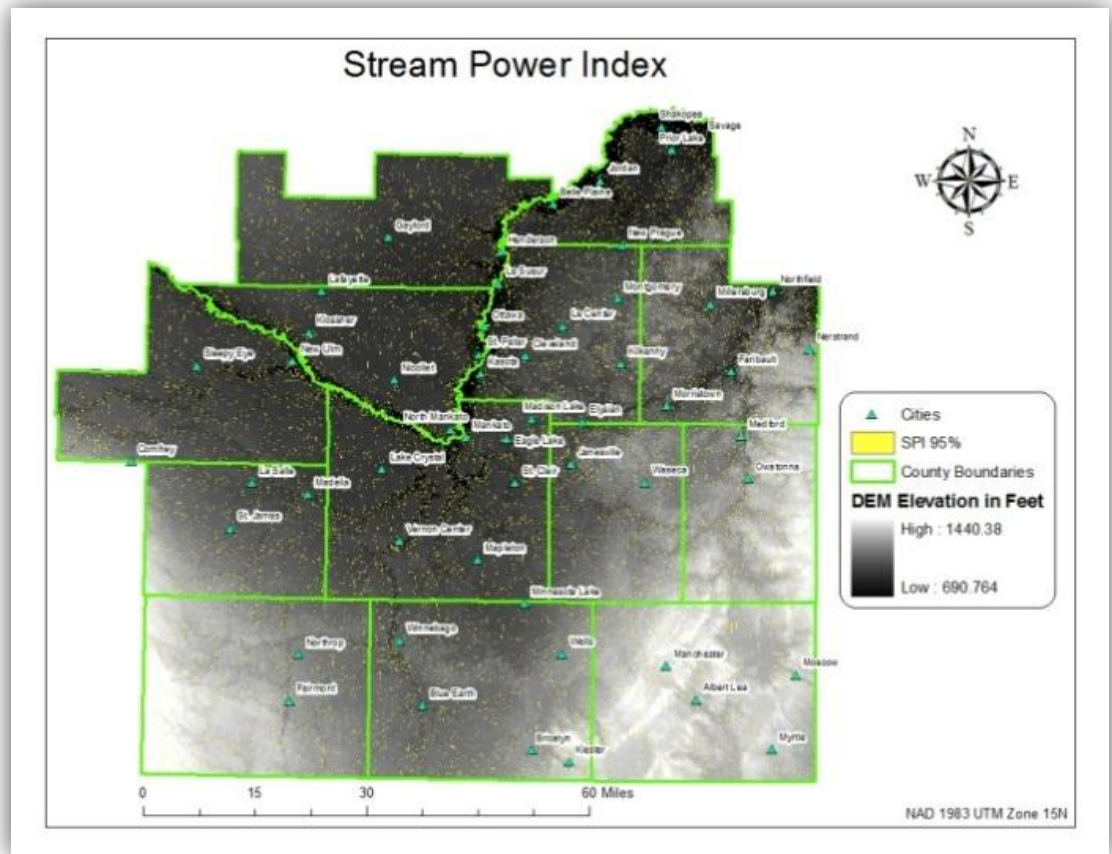 Stream Power Index
Shakopee
Savage
Prior Lake
N
W E
S
Jordan
Belle Plaine
Gaylord
New Prague
Henderson
Le Sueur
Northfield
Lafayette
Montgomery
Millersburg
Ottawa
Le Center
Klossner
Nerstrand
St. Peter
Cleveland
New Ulm
Sleepy Eye
Kasota
Kilkenny
Faribault
Nicollet
Morristown
Madison Lake
Elysian
North Mankato
Mankato
Medford
Eagle Lake
Comfrey
Lake Crystal
Janesville
La Salle
St. Clair
Waseca
Owatonna
Madelia
St. James
Vernon Center
Mapleton
Minnesota Lake
Winnebago
Northrop
Wells
Manchester
Moscow
Fairmont
Blue Earth
Albert Lea
Bricelyn
Kiester
Myrtle
Cities
SPI 95%
County Boundaries
DEM Elevation in Feet
High : 1440.38
Low : 690.764
0 15 30 60 Miles
NAD 1983 UTM Zone 15N